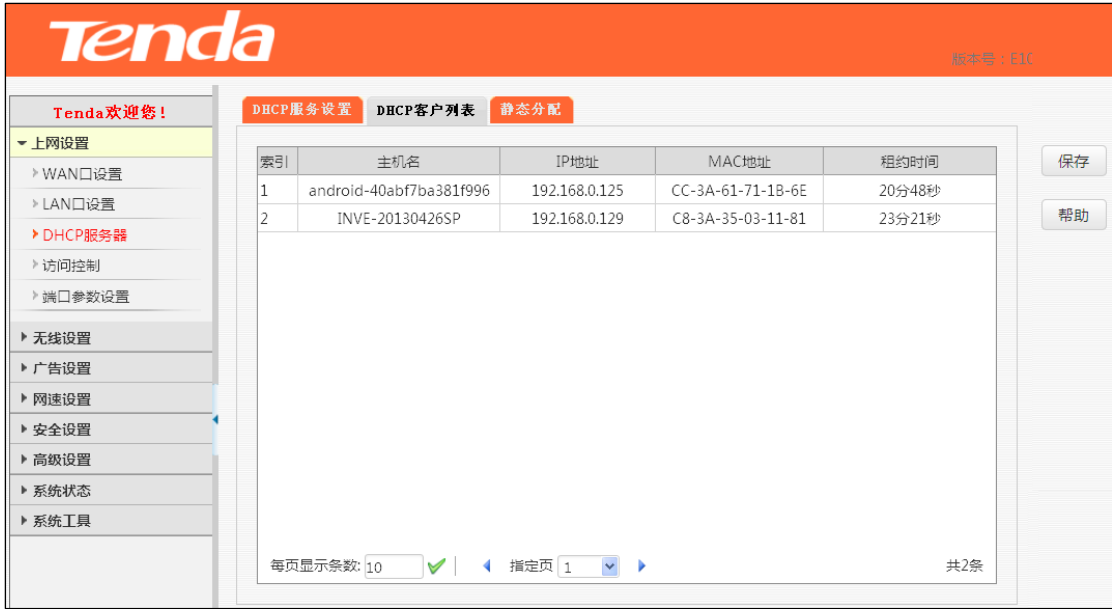 Tenda
版本号：E10
Tenda欢迎您！
上网设置
WAN口设置
LAN口设置
DHCP服务器
访问控制
端口参数设置
无线设置
广告设置
网速设置
安全设置
高级设置
系统状态
系统工具
DHCP服务设置 DHCP客户列表 静态分配
索引 主机名 IP地址 MAC地址 租约时间
1 android-40abf7ba381f996 192.168.0.125 CC-3A-61-71-1B-6E 20分48秒
2 INVE-20130426SP 192.168.0.129 C8-3A-35-03-11-81 23分21秒
每页显示条数: 10 指定页 1 共2条
保存
帮助